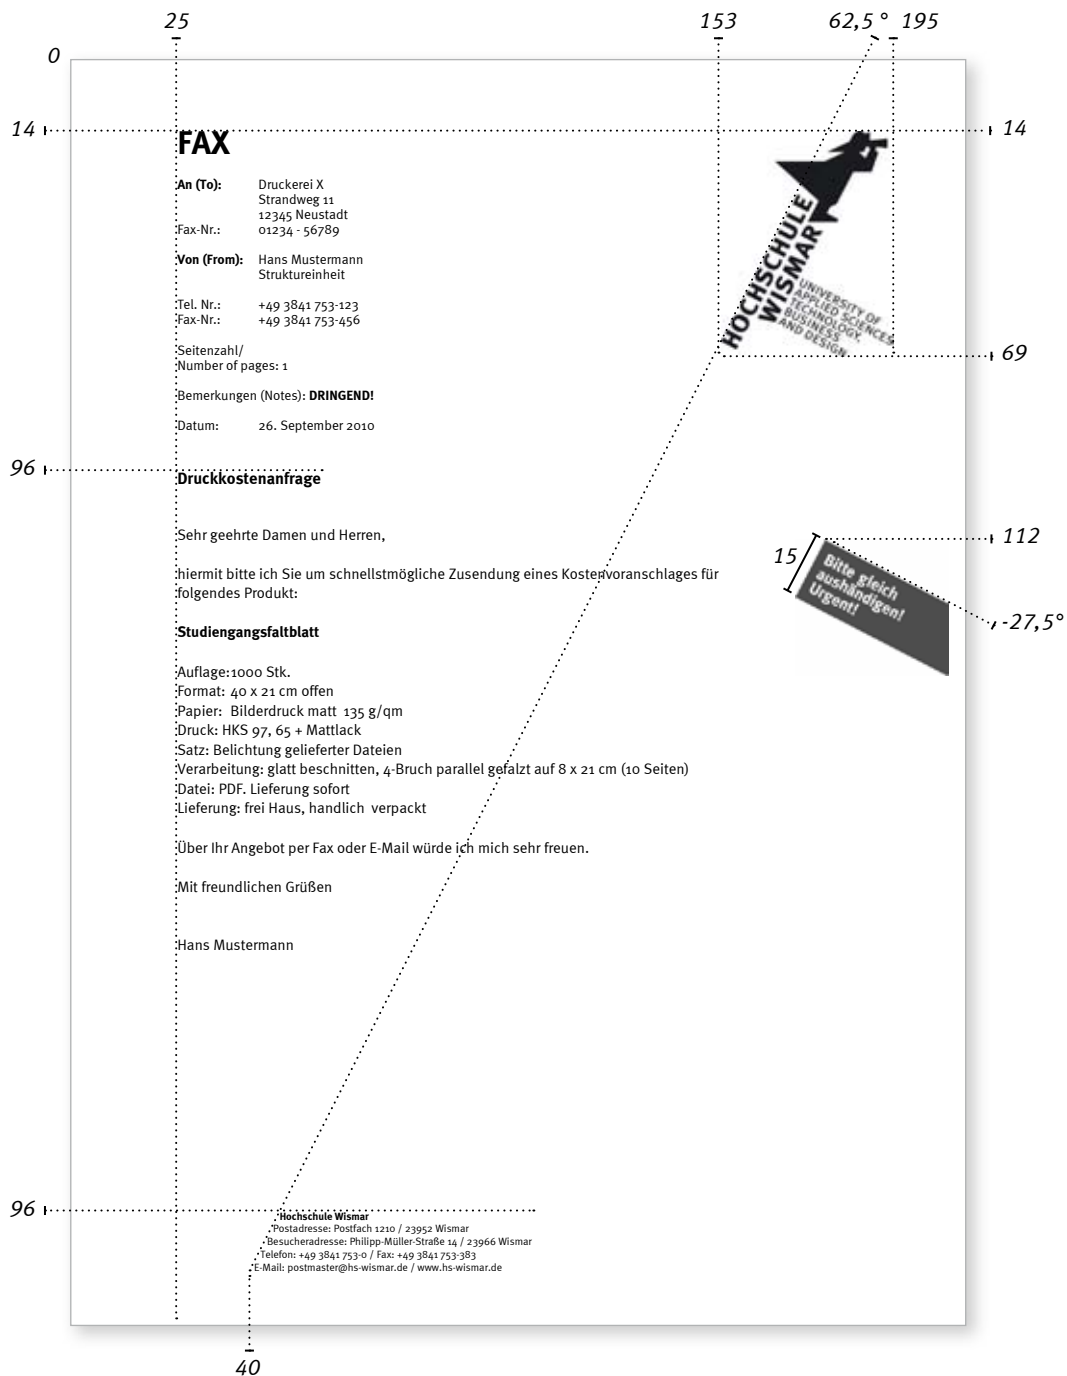 25
153
62,5 °
195
0
14
14
FAX
An (To): Druckerei X
Strandweg 11
12345 Neustadt
Fax-Nr.: 01234 - 56789
Von (From): Hans Mustermann
Struktureinheit
Tel. Nr.: +49 3841 753-123
Fax-Nr.: +49 3841 753-456
Seitenzahl/
Number of pages: 1
Bemerkungen (Notes): DRINGEND!
Datum: 26. September 2010
HOCHSCHULE
WISMAR
UNIVERSITY OF
APPLIED SCIENCES
TECHNOLOGY,
BUSINESS
AND DESIGN
69
96
Druckkostenanfrage
Sehr geehrte Damen und Herren,
112
15
Bitte gleich
aushändigen!
Urgent!
-27,5°
hiermit bitte ich Sie um schnellstmögliche Zusendung eines Kostenvoranschlages für
folgendes Produkt:
Studiengangsfaltblatt
Auflage:1000 Stk.
Format: 40 x 21 cm offen
Papier: Bilderdruck matt 135 g/qm
Druck: HKS 97, 65 + Mattlack
Satz: Belichtung gelieferter Dateien
Verarbeitung: glatt beschnitten, 4-Bruch parallel gefalzt auf 8 x 21 cm (10 Seiten)
Datei: PDF. Lieferung sofort
Lieferung: frei Haus, handlich verpackt
Über Ihr Angebot per Fax oder E-Mail würde ich mich sehr freuen.
Mit freundlichen Grüßen
Hans Mustermann
96
Hochschule Wismar
Postadresse: Postfach 1210 / 23952 Wismar
Besucheradresse: Philipp-Müller-Straße 14 / 23966 Wismar
Telefon: +49 3841 753-0 / Fax: +49 3841 753-383
E-Mail: postmaster@hs-wismar.de / www.hs-wismar.de
40